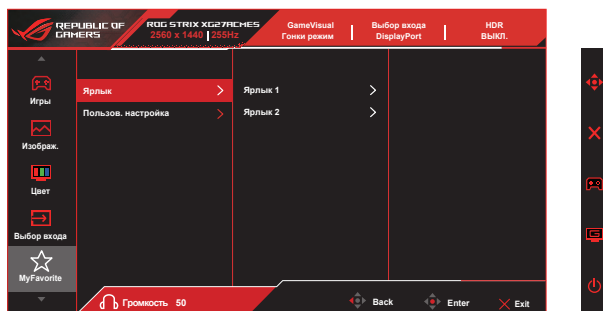 REPUBLIC OF
GAMERS
ROG STRIX XG27ACMES
2560 x 1440 255Hz
GameVisual
Гонки режим
Выбор входа
DisplayPort
HDR
ВЫКЛ.
Игры
Изображ.
Цвет
Выбор входа
MyFavorite
Ярлык
Пользов. настройка
Ярлык 1
Ярлык 2
Громкость 50
Back
Enter
Exit